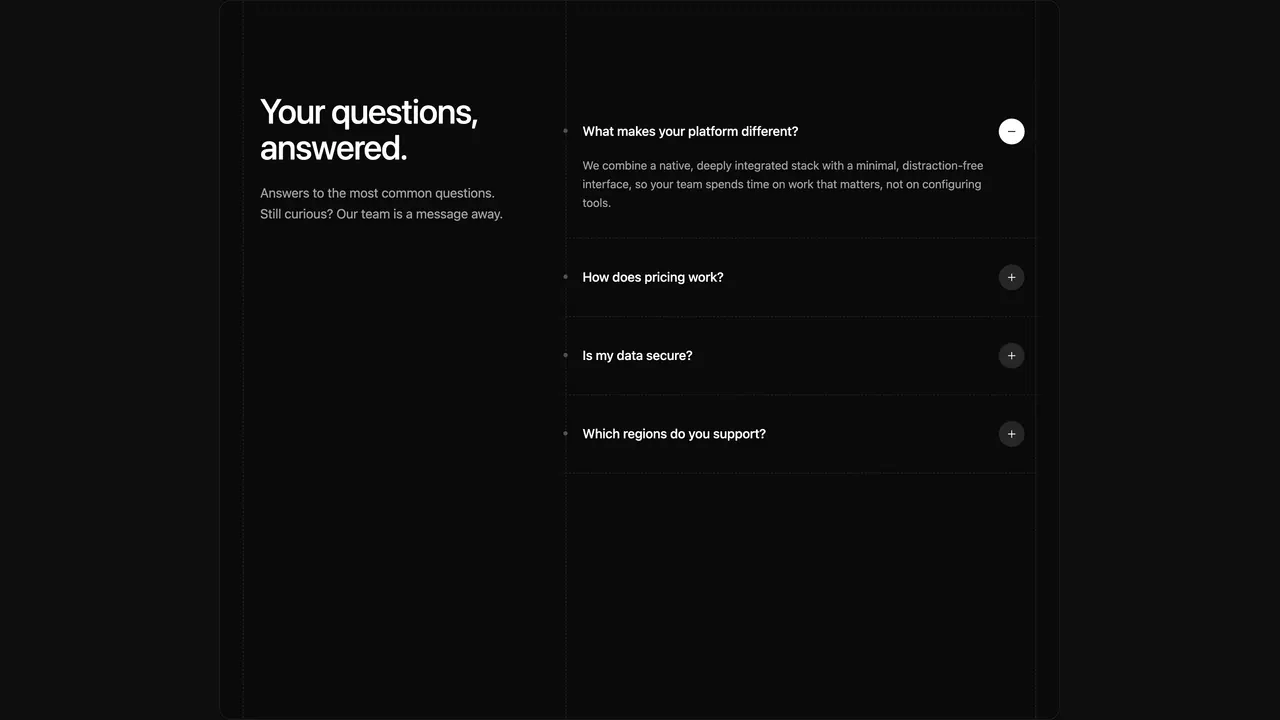 Your questions,
answered.
Answers to the most common questions.
Still curious? Our team is a message away.
What makes your platform different?
We combine a native, deeply integrated stack with a minimal, distraction-free
interface, so your team spends time on work that matters, not on configuring
tools.
How does pricing work?
Is my data secure?
Which regions do you support?